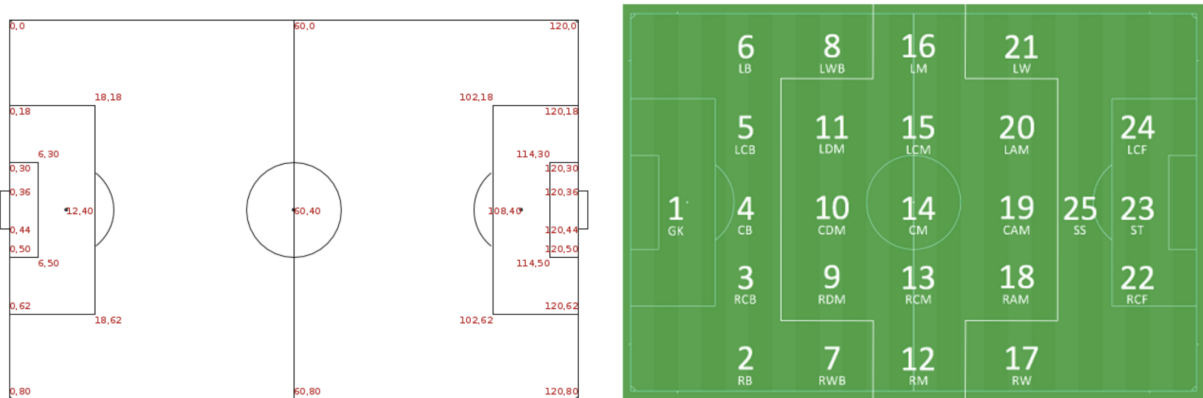 0,0
60,0
120,0
18,18
102,18
0,18
120,18
6,30
114,30
0,30
120,30
0,36
120,36
12,40
60,40
108,40
0,44
120,44
0,50
120,50
6,50
114,50
0,62
120,62
18,62
102,62
0,80
60,80
120,80
6
LB
8
LWB
16
LM
21
LW
5
LCB
11
LDM
15
LCM
20
LAM
24
LCF
1
GK
4
CB
10
CDM
14
CM
19
CAM
25
SS
23
ST
3
RCB
9
RDM
13
RCM
18
RAM
22
RCF
2
RB
7
RWB
12
RM
17
RW